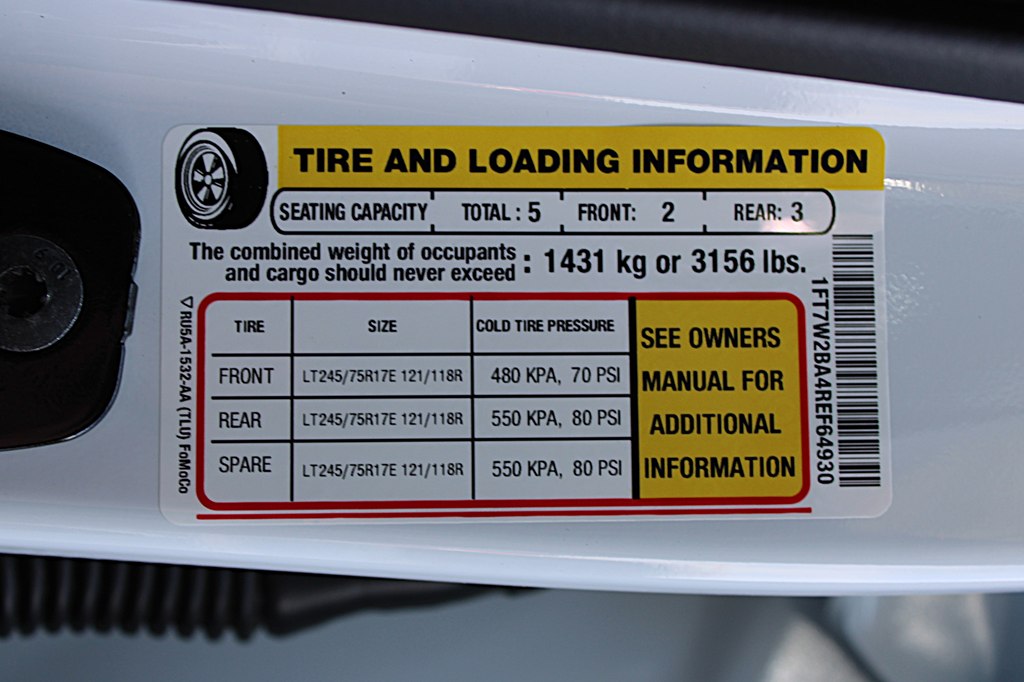 TIRE AND LOADING INFORMATION
SEATING CAPACITY TOTAL : 5 FRONT: 2 REAR: 3
The combined weight of occupants
and cargo should never exceed : 1431 kg or 3156 lbs.
TIRE SIZE COLD TIRE PRESSURE
FRONT LT245/75R17E 121/118R 480 KPA, 70 PSI
REAR LT245/75R17E 121/118R 550 KPA, 80 PSI
SPARE LT245/75R17E 121/118R 550 KPA, 80 PSI
SEE OWNERS
MANUAL FOR
ADDITIONAL
INFORMATION
1FT7W2BA4REF64930
RU5A-1532-AA (TLU) FoMoCo